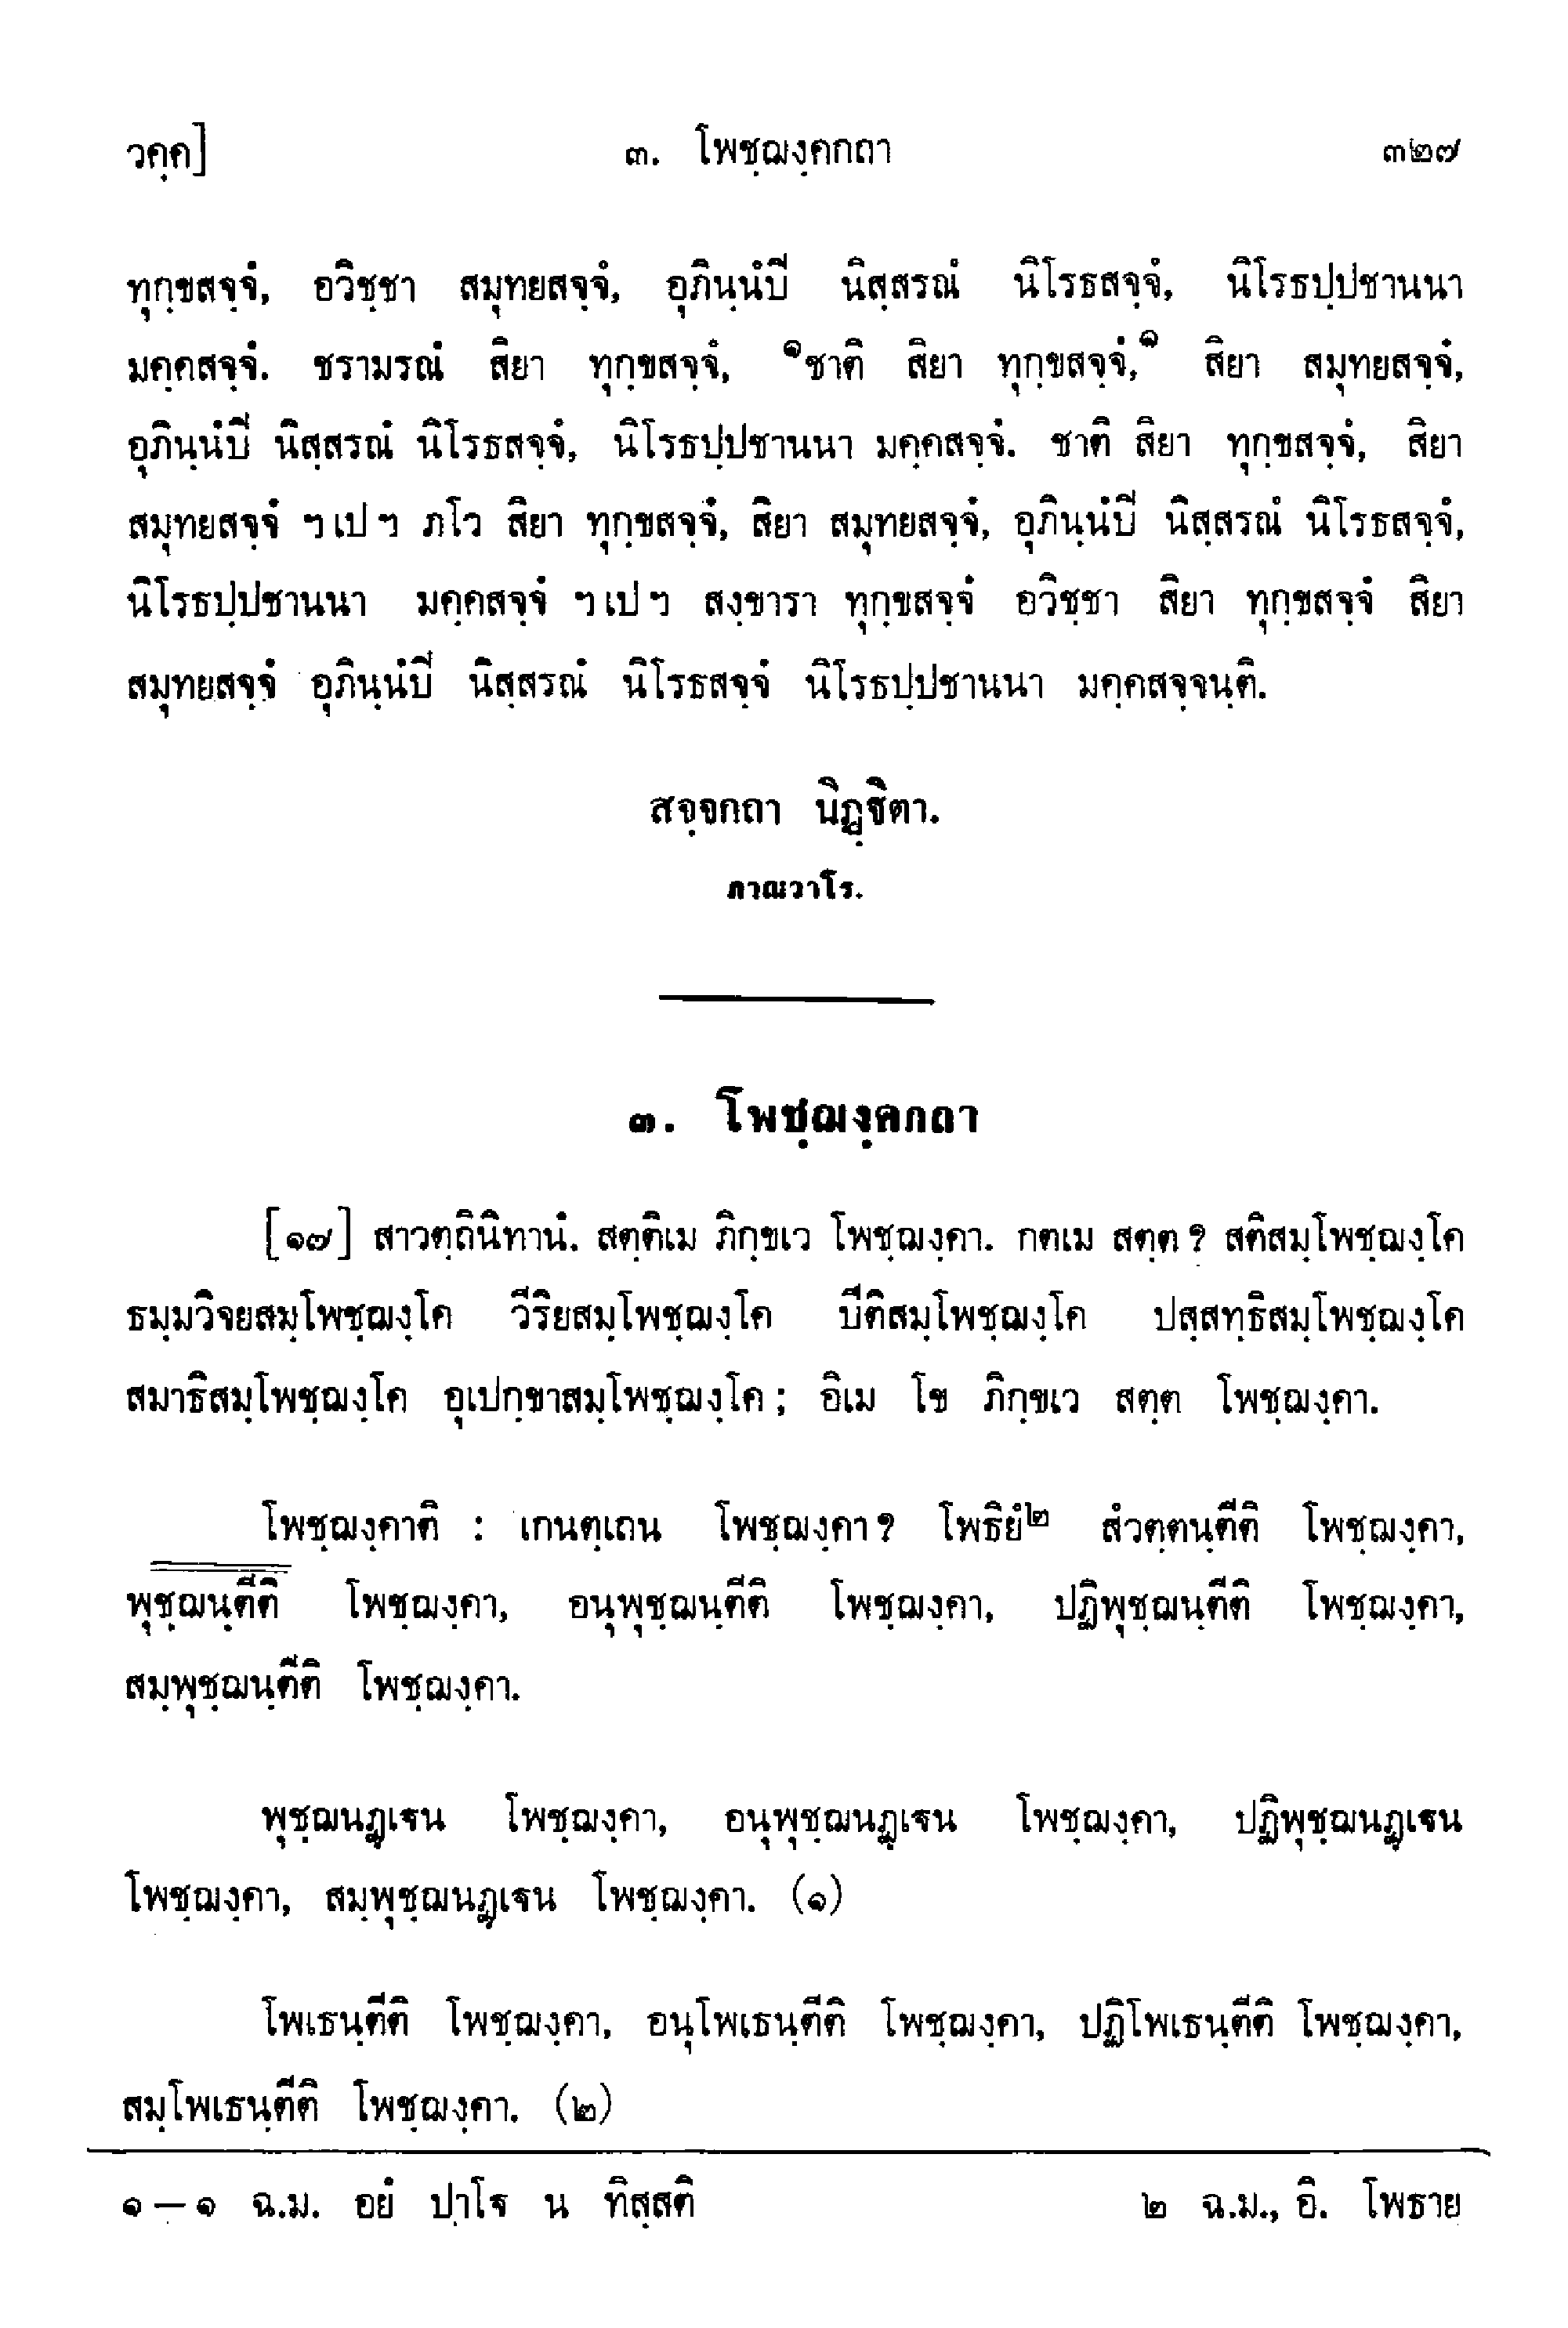 วคฺค] ๓. โพชฺฌงฺคกถา ๓๒๗
ทุกฺขสจฺจํ, อวิชฺชา สมุทยสจฺจํ, อุภินฺนํปี นิสฺสรณํ นิโรธสจฺจํ, นิโรธปฺปชานนา
มคฺคสจฺจํ. ชรามรณํ สิยา ทุกฺขสจฺจํ, ๑ชาติ สิยา ทุกฺขสจฺจํ,๑ สิยา สมุทยสจฺจํ,
อุภินฺนํปี นิสฺสรณํ นิโรธสจฺจํ, นิโรธปฺปชานนา มคฺคสจฺจํ. ชาติ สิยา ทุกฺขสจฺจํ, สิยา
สมุทยสจฺจํ ฯเปฯ ภโว สิยา ทุกฺขสจฺจํ, สิยา สมุทยสจฺจํ, อุภินฺนํปี นิสฺสรณํ นิโรธสจฺจํ,
นิโรธปฺปชานนา มคฺคสจฺจํ ฯเปฯ สงฺขารา ทุกฺขสจฺจํ อวิชฺชา สิยา ทุกฺขสจฺจํ สิยา
สมุทยสจฺจํ อุภินฺนํปี นิสฺสรณํ นิโรธสจฺจํ นิโรธปฺปชานนา มคฺคสจฺจนฺติ.
สจฺจกถา นิฏฺฐิตา.
ภาณวาโร.
๓. โพชฺฌงฺคกถา
[๑๗] สาวตฺถินิทานํ. สตฺติเม ภิกฺขเว โพชฺฌงฺคา. กตเม สตฺต? สติสมฺโพชฺฌงฺโค
ธมฺมวิจยสมฺโพชฺฌงฺโค วีริยสมฺโพชฺฌงฺโค ปีติสมฺโพชฺฌงฺโค ปสฺสทฺธิสมฺโพชฺฌงฺโค
สมาธิสมฺโพชฺฌงฺโค อุเปกฺขาสมฺโพชฺฌงฺโค; อิเม โข ภิกฺขเว สตฺต โพชฺฌงฺคา.
โพชฺฌงฺคาติ : เกนตฺเถน โพชฺฌงฺคา? โพธิยํ๒ สํวตฺตนฺตีติ โพชฺฌงฺคา,
พุชฺฌนฺตีติ โพชฺฌงฺคา, อนุพุชฺฌนฺตีติ โพชฺฌงฺคา, ปฏิพุชฺฌนฺตีติ โพชฺฌงฺคา,
สมฺพุชฺฌนฺตีติ โพชฺฌงฺคา.
พุชฺฌนฏฺเฐน โพชฺฌงฺคา, อนุพุชฺฌนฏฺเฐน โพชฺฌงฺคา, ปฏิพุชฺฌนฏฺเฐน
โพชฺฌงฺคา, สมฺพุชฺฌนฏฺเฐน โพชฺฌงฺคา. (๑)
โพเธนฺตีติ โพชฺฌงฺคา, อนุโพเธนฺตีติ โพชฺฌงฺคา, ปฏิโพเธนฺตีติ โพชฺฌงฺคา,
สมฺโพเธนฺตีติ โพชฺฌงฺคา. (๒)
๑–๑ ฉ.ม. อยํ ปาโฐ น ทิสฺสติ ๒ ฉ.ม., อิ. โพธาย